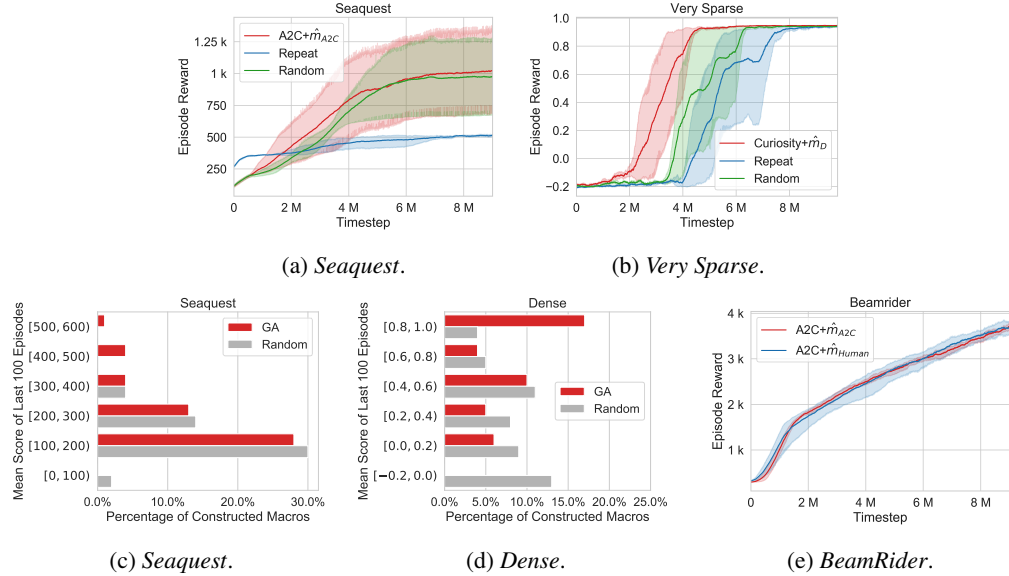 Seaquest
Episode Reward
1.25 k
1 k
750
500
250
A2C+m̂_A2C
Repeat
Random
0
2 M
4 M
6 M
8 M
Timestep
(a) Seaquest.
Very Sparse
Episode Reward
1.0
0.8
0.6
0.4
0.2
0.0
−0.2
Curiosity+m̂_D
Repeat
Random
0
2 M
4 M
6 M
8 M
Timestep
(b) Very Sparse.
Seaquest
Mean Score of Last 100 Episodes
[500, 600)
[400, 500)
[300, 400)
[200, 300)
[100, 200)
[0, 100)
GA
Random
0.0%
10.0%
20.0%
30.0%
Percentage of Constructed Macros
(c) Seaquest.
Dense
Mean Score of Last 100 Episodes
[0.8, 1.0)
[0.6, 0.8)
[0.4, 0.6)
[0.2, 0.4)
[0.0, 0.2)
[−0.2, 0.0)
GA
Random
0.0%
5.0%
10.0%
15.0%
20.0%
25.0%
Percentage of Constructed Macros
(d) Dense.
Beamrider
Episode Reward
4 k
3 k
2 k
1 k
A2C+m̂_A2C
A2C+m̂_Human
0
2 M
4 M
6 M
8 M
Timestep
(e) BeamRider.